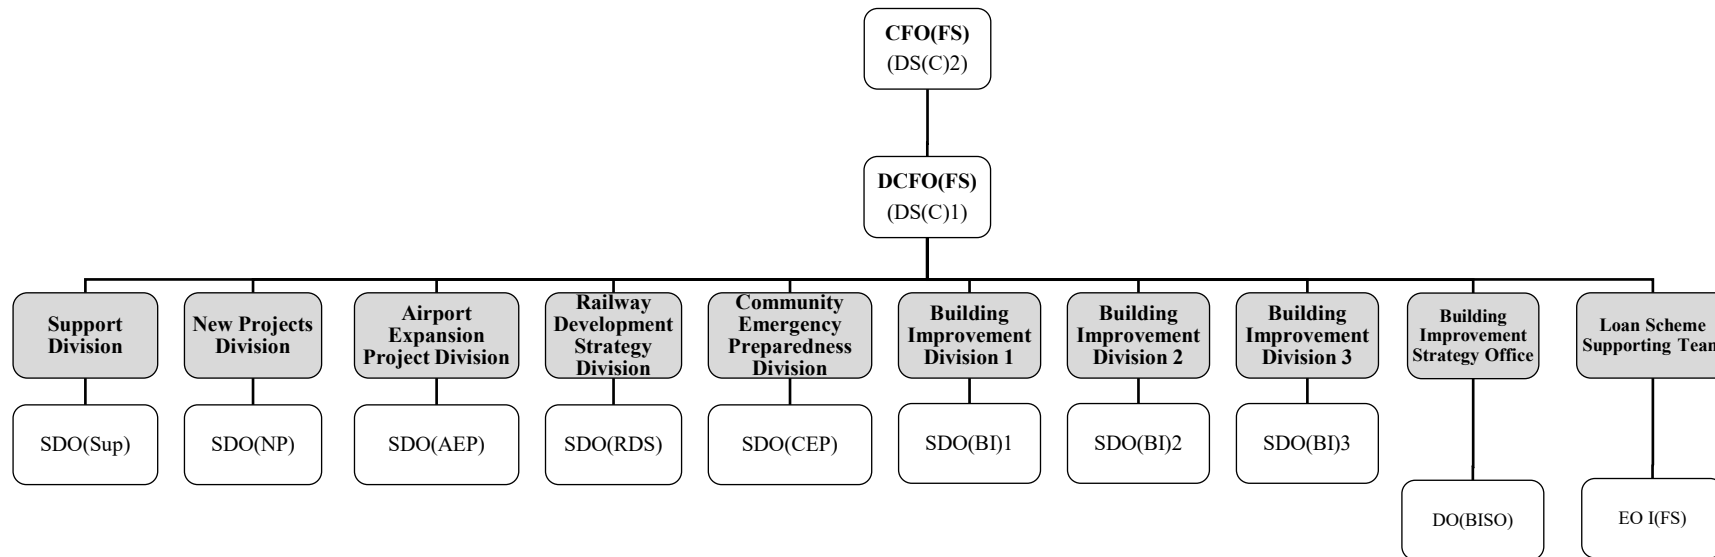 CFO(FS)
(DS(C)2)
DCFO(FS)
(DS(C)1)
Support
Division
New Projects
Division
Airport
Expansion
Project Division
Railway
Development
Strategy
Division
Community
Emergency
Preparedness
Division
Building
Improvement
Division 1
Building
Improvement
Division 2
Building
Improvement
Division 3
Building
Improvement
Strategy Office
Loan Scheme
Supporting Team
SDO(Sup)
SDO(NP)
SDO(AEP)
SDO(RDS)
SDO(CEP)
SDO(BI)1
SDO(BI)2
SDO(BI)3
DO(BISO)
EO I(FS)